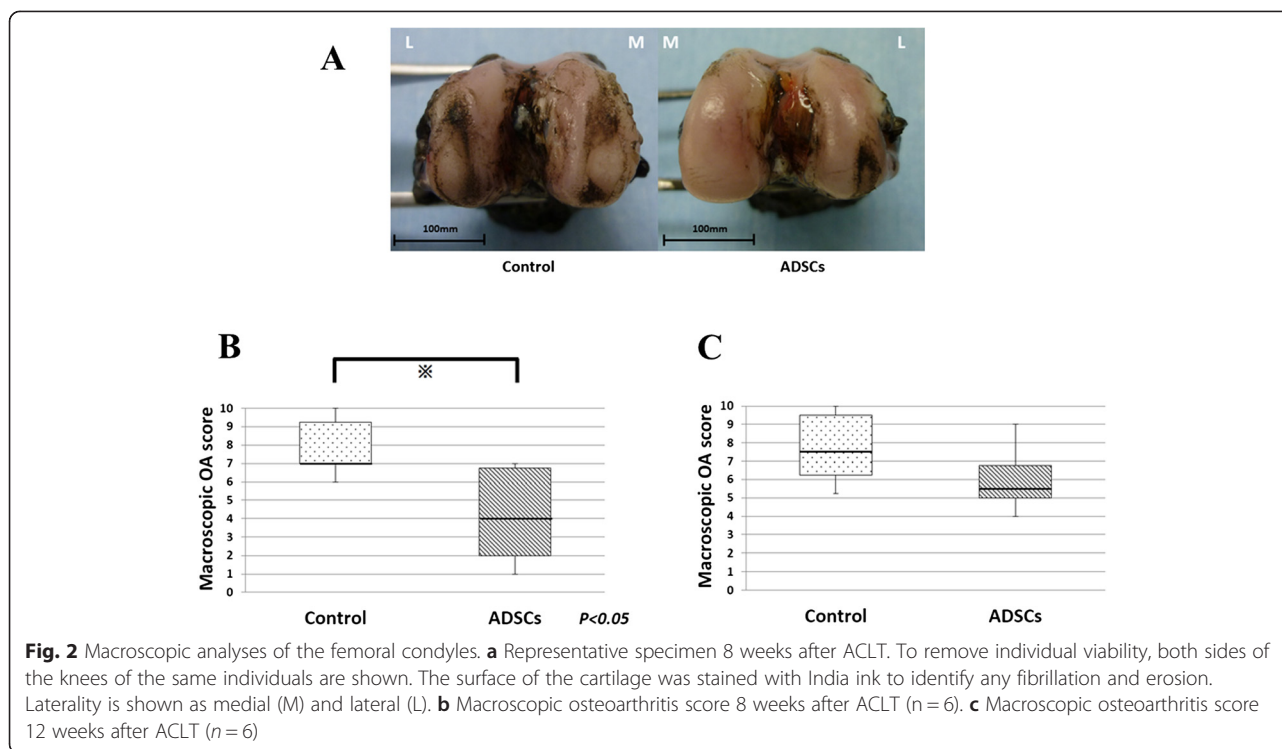 A
L M
M L
100mm
100mm
Control
ADSCs
B
※
Macroscopic OA score
10
9
8
7
6
5
4
3
2
1
0
Control
ADSCs
P<0.05
C
Macroscopic OA score
10
9
8
7
6
5
4
3
2
1
0
Control
ADSCs
Fig. 2 Macroscopic analyses of the femoral condyles. a Representative specimen 8 weeks after ACLT. To remove individual viability, both sides of
the knees of the same individuals are shown. The surface of the cartilage was stained with India ink to identify any fibrillation and erosion.
Laterality is shown as medial (M) and lateral (L). b Macroscopic osteoarthritis score 8 weeks after ACLT (n = 6). c Macroscopic osteoarthritis score
12 weeks after ACLT (n = 6)